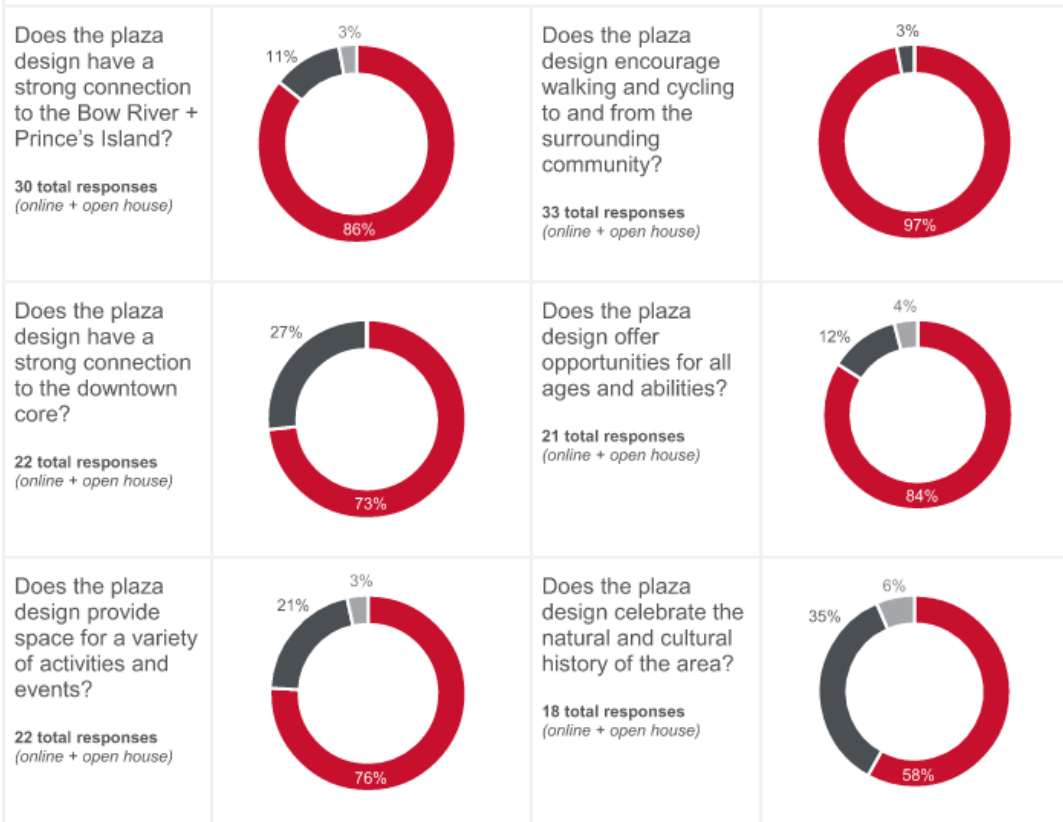 Does the plaza
design have a
strong connection
to the Bow River +
Prince's Island?
30 total responses
(online + open house)
3%
11%
86%
Does the plaza
design encourage
walking and cycling
to and from the
surrounding
community?
33 total responses
(online + open house)
3%
97%
Does the plaza
design have a
strong connection
to the downtown
core?
22 total responses
(online + open house)
27%
73%
Does the plaza
design offer
opportunities for all
ages and abilities?
21 total responses
(online + open house)
4%
12%
84%
Does the plaza
design provide
space for a variety
of activities and
events?
22 total responses
(online + open house)
3%
21%
76%
Does the plaza
design celebrate the
natural and cultural
history of the area?
18 total responses
(online + open house)
6%
35%
58%